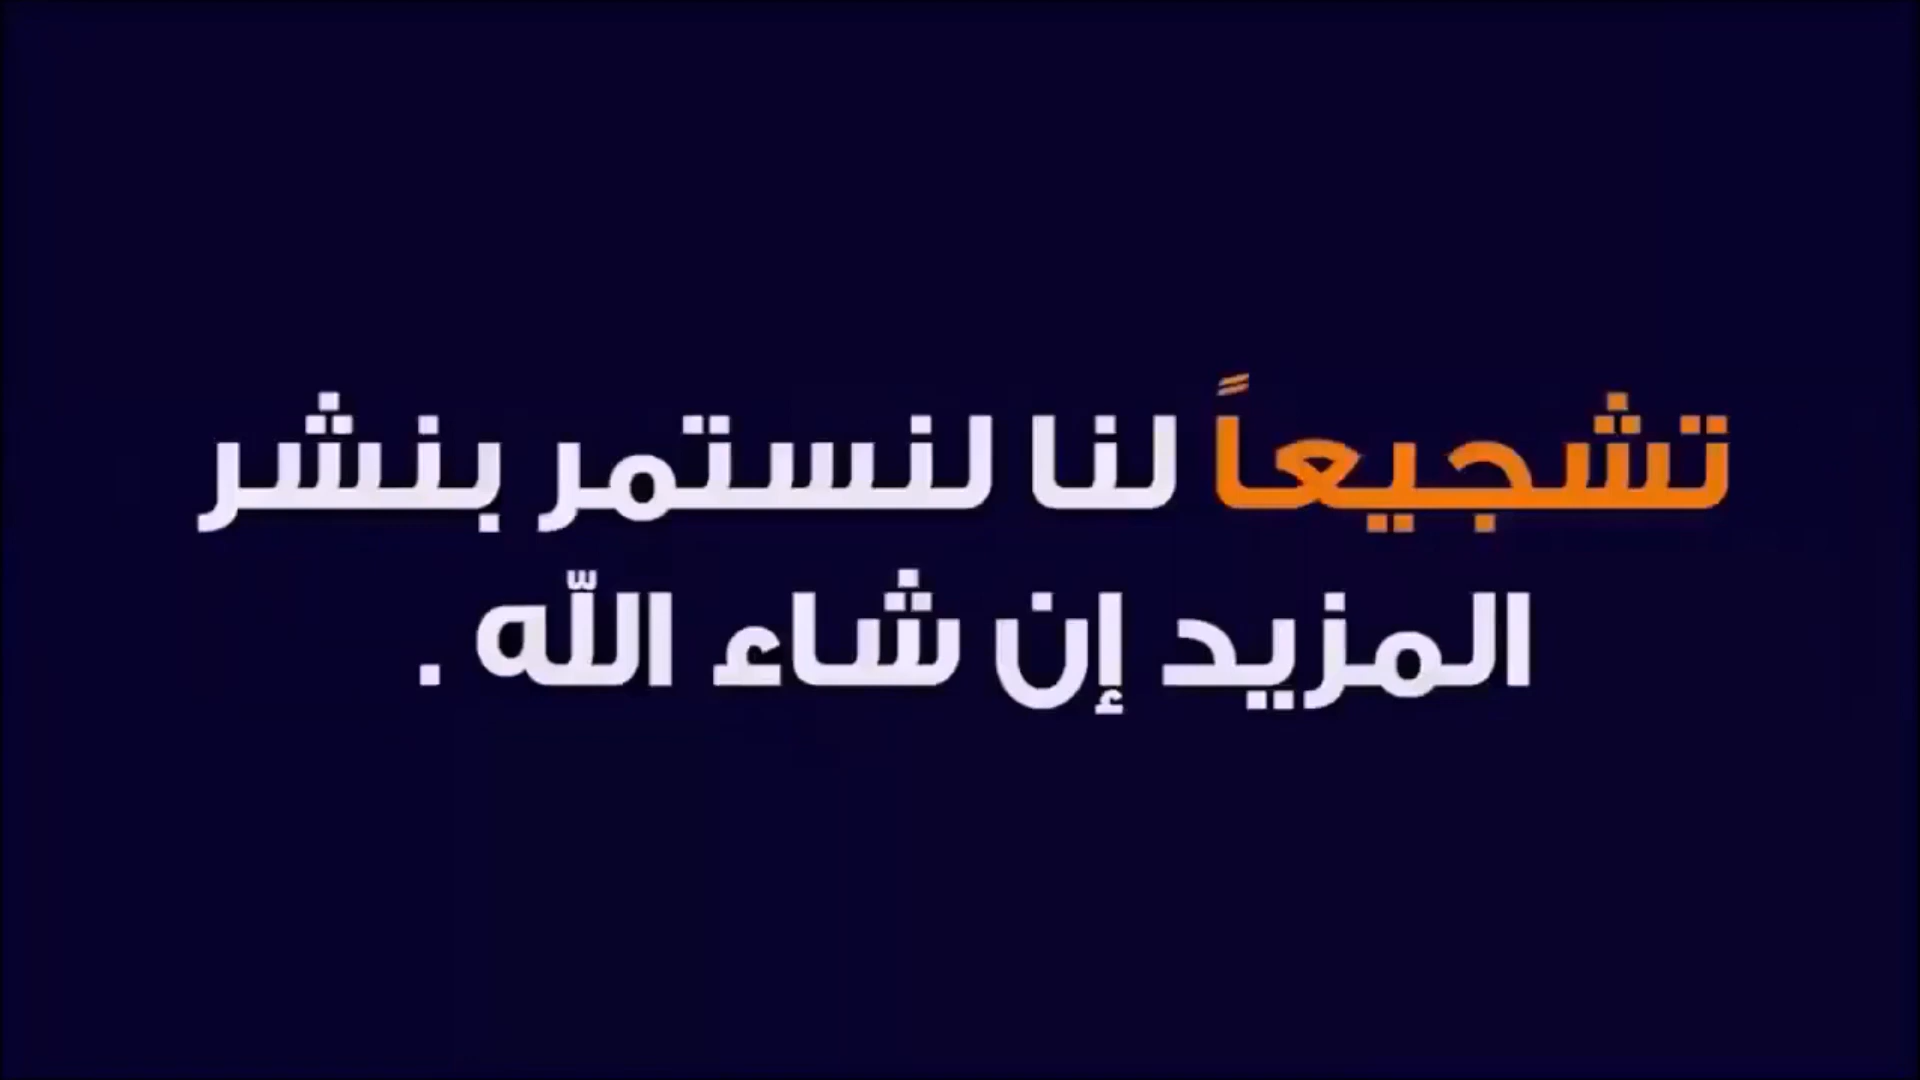 تشجيعاً لنا لنستمر بنشر
المزيد إن شاء اللّه .